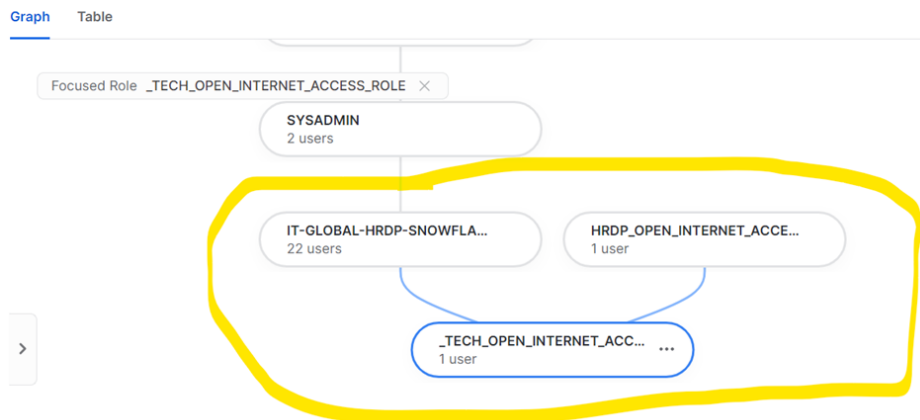 Graph Table
Focused Role _TECH_OPEN_INTERNET_ACCESS_ROLE
SYSADMIN
2 users
IT-GLOBAL-HRDP-SNOWFLA...
22 users
HRDP_OPEN_INTERNET_ACCE...
1 user
_TECH_OPEN_INTERNET_ACC...
1 user